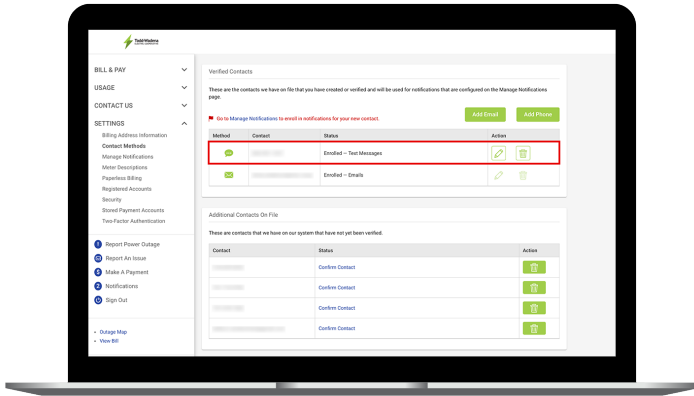 Todd-Wadena
BILL & PAY
USAGE
CONTACT US
SETTINGS
Billing Address Information
Contact Methods
Manage Notifications
Meter Descriptions
Paperless Billing
Registered Accounts
Security
Stored Payment Accounts
Two-Factor Authentication
Report Power Outage
Report An Issue
Make A Payment
Notifications
Sign Out
Outage Map
View Bill
Verified Contacts
These are the contacts we have on file that you have created or verified and will be used for notifications that are configured on the Manage Notifications
page.
Add Email Add Phone
Go to Manage Notifications to enroll in notifications for your new contact.
Method Contact Status Action
Enrolled — Text Messages
Enrolled — Emails
Additional Contacts On File
These are contacts that we have on our system that have not yet been verified.
Contact Status Action
Confirm Contact
Confirm Contact
Confirm Contact
Confirm Contact